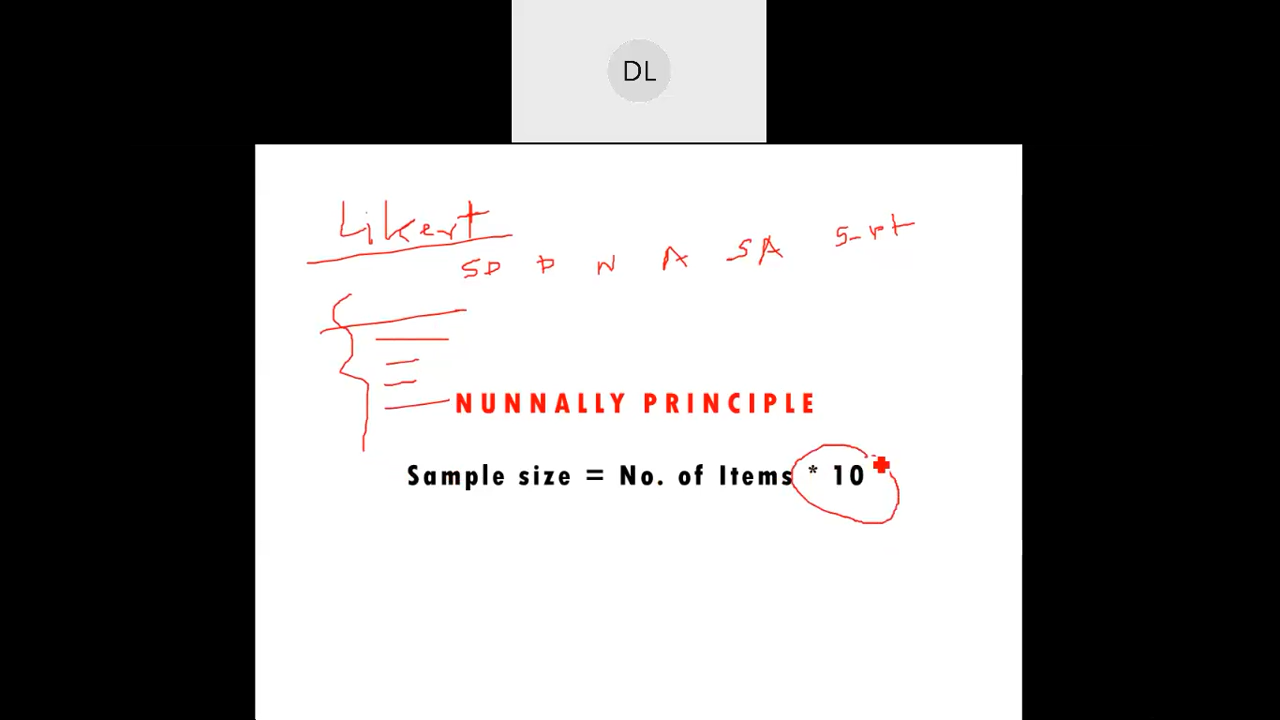 DL
Likert
SD D N A SA 5-pt
NUNNALLY PRINCIPLE
Sample size = No. of Items * 10